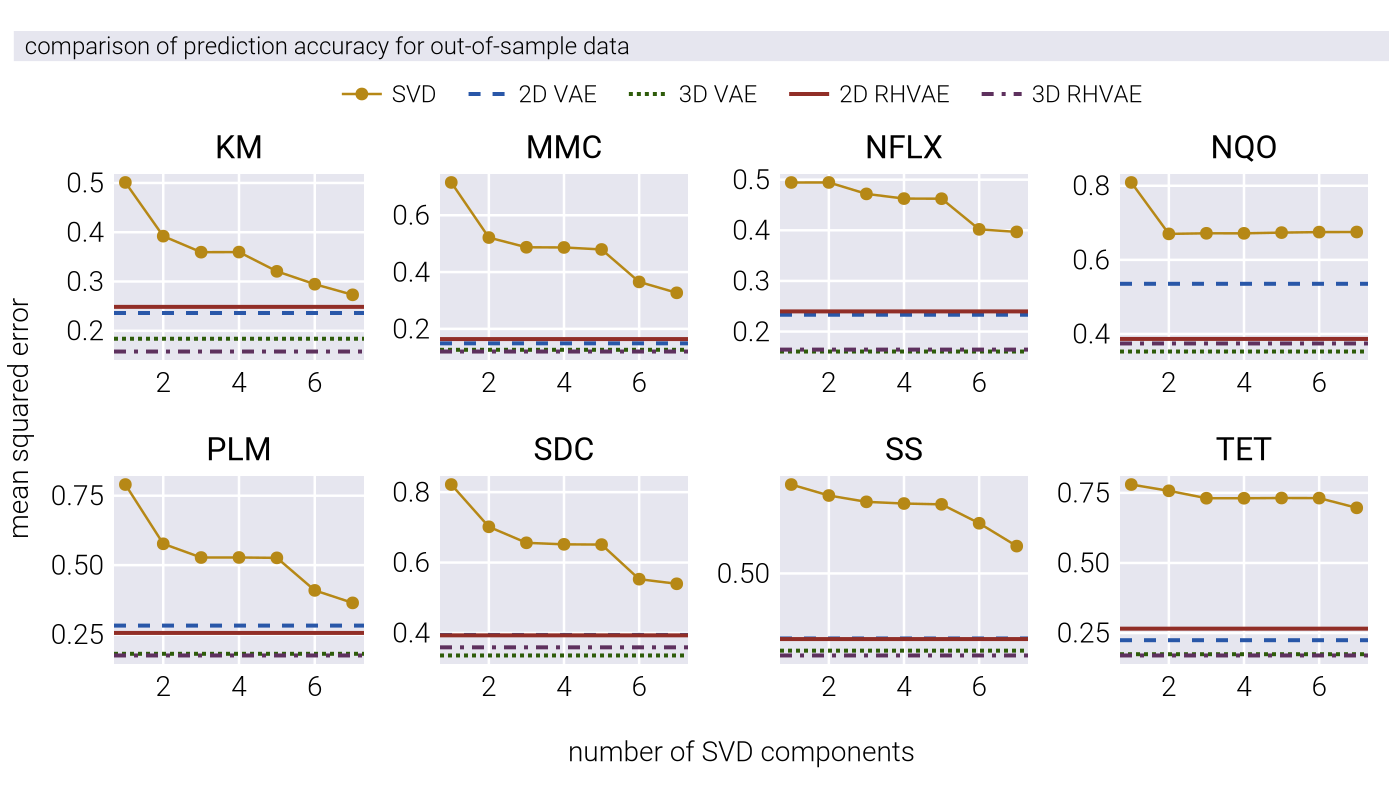 comparison of prediction accuracy for out-of-sample data
SVD 2D VAE 3D VAE 2D RHVAE 3D RHVAE
mean squared error
KM MMC NFLX NQO
0.5 0.6 0.5 0.8
0.4 0.4 0.4 0.6
0.3 0.2 0.3 0.4
0.2 0.2
2 4 6 2 4 6 2 4 6 2 4 6
PLM SDC SS TET
0.75 0.8 0.50 0.75
0.50 0.6 0.50
0.25 0.4 0.25
2 4 6 2 4 6 2 4 6 2 4 6
number of SVD components